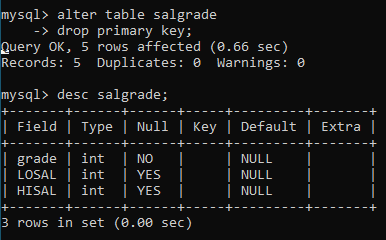 mysql> alter table salgrade
    -> drop primary key;
Query OK, 5 rows affected (0.66 sec)
Records: 5  Duplicates: 0  Warnings: 0

mysql> desc salgrade;
+-------+------+------+-----+---------+-------+
| Field | Type | Null | Key | Default | Extra |
+-------+------+------+-----+---------+-------+
| grade | int  | NO   |     | NULL    |       |
| LOSAL | int  | YES  |     | NULL    |       |
| HISAL | int  | YES  |     | NULL    |       |
+-------+------+------+-----+---------+-------+
3 rows in set (0.00 sec)